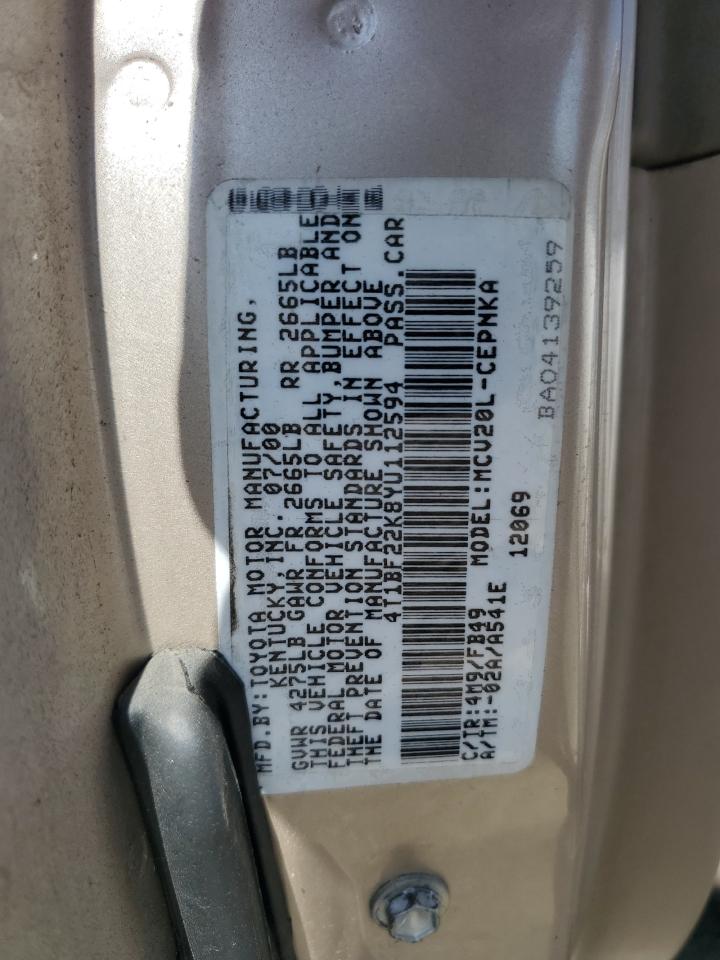 MFD.BY:TOYOTA MOTOR MANUFACTURING,
KENTUCKY,INC. 07/00
GVWR 4275LB GAWR FR 2665LB RR 2665LB
THIS VEHICLE CONFORMS TO ALL APPLICABLE
FEDERAL MOTOR VEHICLE SAFETY,BUMPER AND
THEFT PREVENTION STANDARDS IN EFFECT ON
THE DATE OF MANUFACTURE SHOWN ABOVE
4T1BF22K8YU112594 PASS.CAR
C/TR:4M9/FB49 MODEL:MCV20L-CEPNKA
A/TM:-02A/A541E 12069
BA04139259